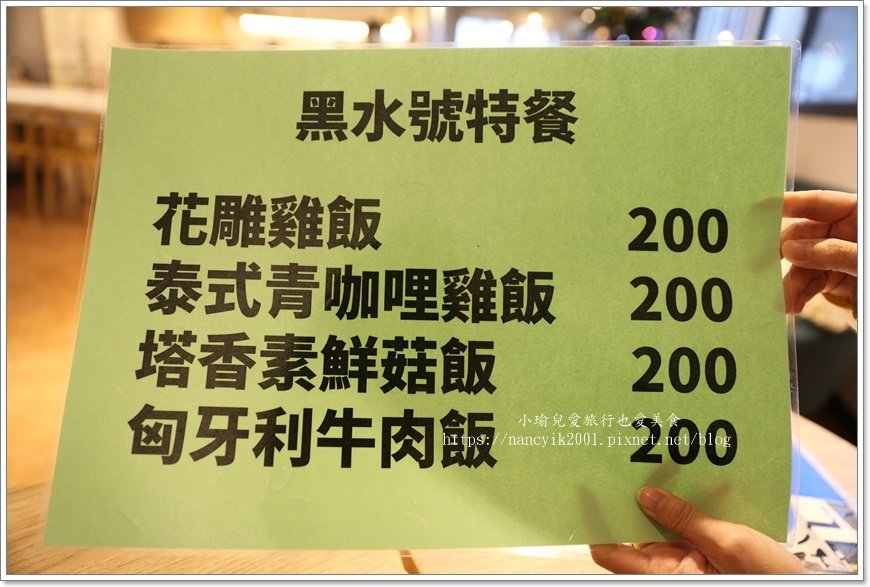 黑水號特餐
花雕雞飯 200
泰式青咖哩雞飯 200
塔香素鮮菇飯 200
匈牙利牛肉飯 200
小瑜兒愛旅行也愛美食
https://nancyik2001.pixnet.net/blog